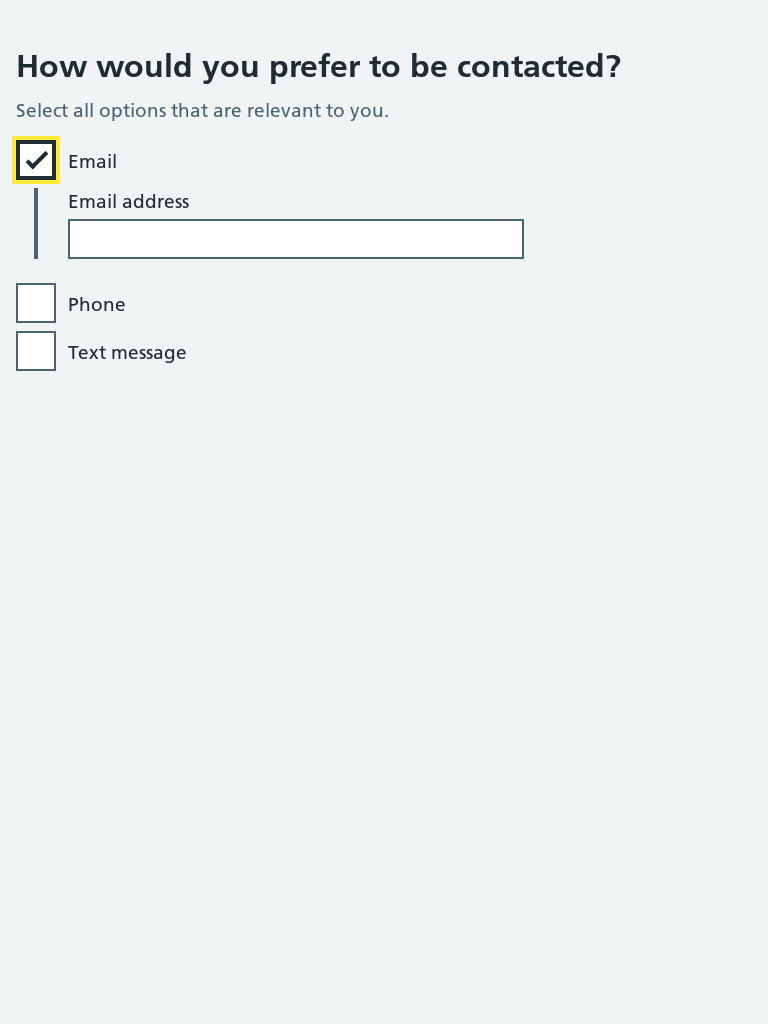 How would you prefer to be contacted?
Select all options that are relevant to you.
Email
Email address
Phone
Text message